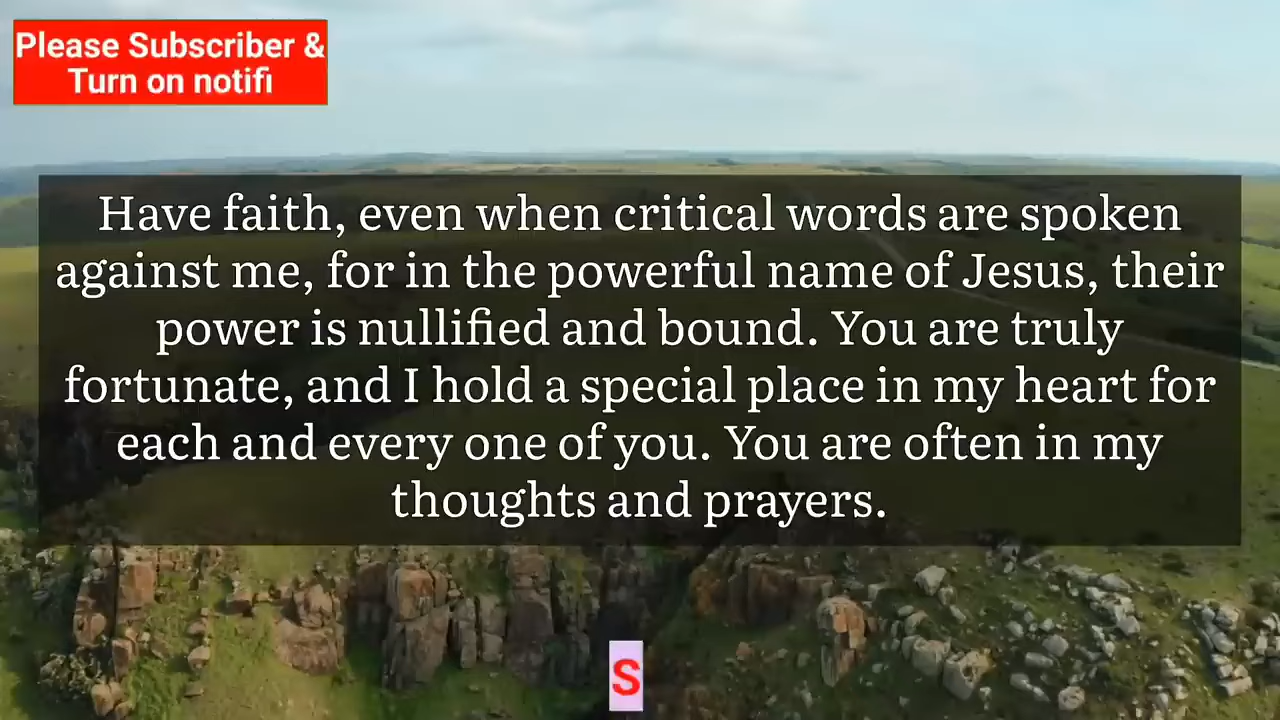 Please Subscriber &
Turn on notifi
Have faith, even when critical words are spoken
against me, for in the powerful name of Jesus, their
power is nullified and bound. You are truly
fortunate, and I hold a special place in my heart for
each and every one of you. You are often in my
thoughts and prayers.
S